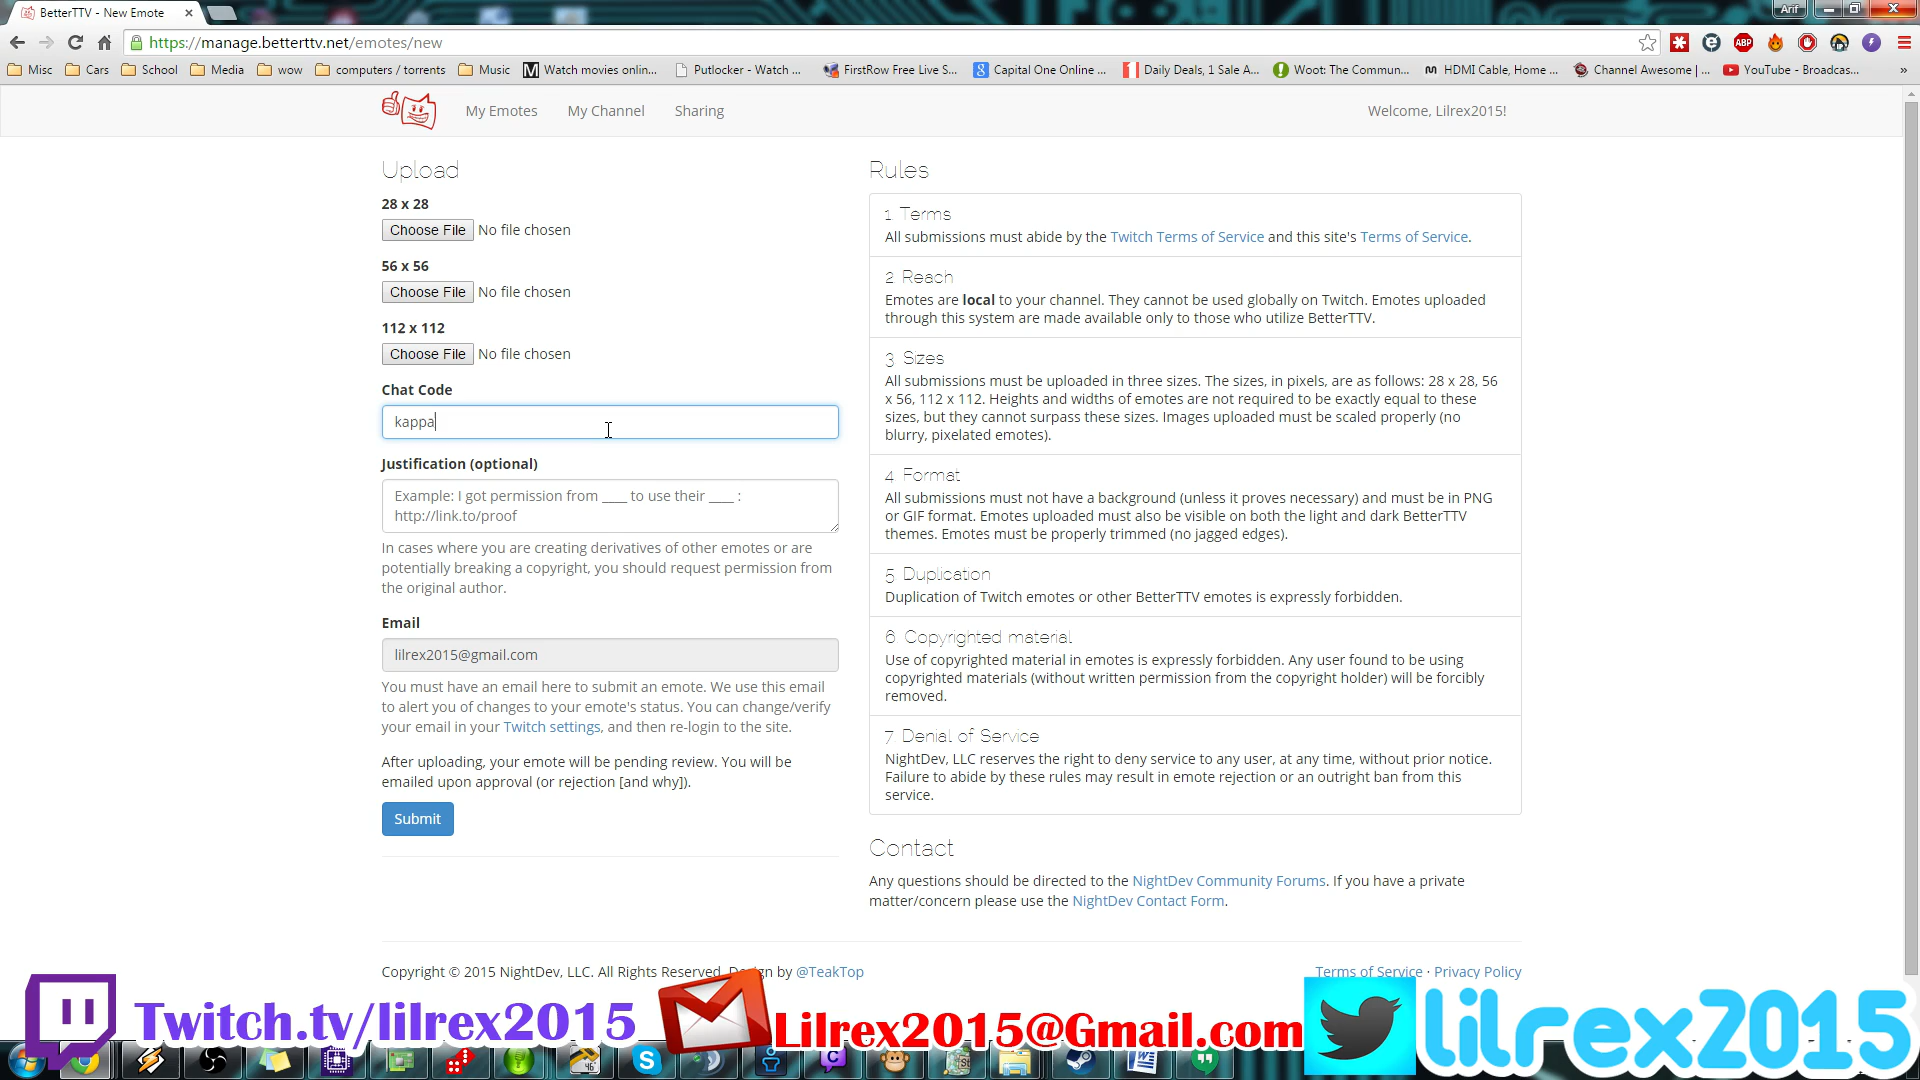 BetterTTV - New Emote
Arif
https://manage.betterttv.net/emotes/new
Misc
Cars
School
Media
wow
computers / torrents
Music
Watch movies onlin...
Putlocker - Watch ...
FirstRow Free Live S...
Capital One Online ...
Daily Deals, 1 Sale A...
Woot: The Commun...
HDMI Cable, Home ...
Channel Awesome | ...
YouTube - Broadcas...
»
My Emotes
My Channel
Sharing
Welcome, Lilrex2015!
Upload
28 x 28
Choose File No file chosen
56 x 56
Choose File No file chosen
112 x 112
Choose File No file chosen
Chat Code
kappa
Justification (optional)
Example: I got permission from ____ to use their ____ :
http://link.to/proof
In cases where you are creating derivatives of other emotes or are
potentially breaking a copyright, you should request permission from
the original author.
Email
lilrex2015@gmail.com
You must have an email here to submit an emote. We use this email
to alert you of changes to your emote's status. You can change/verify
your email in your Twitch settings, and then re-login to the site.
After uploading, your emote will be pending review. You will be
emailed upon approval (or rejection [and why]).
Submit
Rules
1. Terms
All submissions must abide by the Twitch Terms of Service and this site's Terms of Service.
2. Reach
Emotes are local to your channel. They cannot be used globally on Twitch. Emotes uploaded
through this system are made available only to those who utilize BetterTTV.
3. Sizes
All submissions must be uploaded in three sizes. The sizes, in pixels, are as follows: 28 x 28, 56
x 56, 112 x 112. Heights and widths of emotes are not required to be exactly equal to these
sizes, but they cannot surpass these sizes. Images uploaded must be scaled properly (no
blurry, pixelated emotes).
4. Format
All submissions must not have a background (unless it proves necessary) and must be in PNG
or GIF format. Emotes uploaded must also be visible on both the light and dark BetterTTV
themes. Emotes must be properly trimmed (no jagged edges).
5. Duplication
Duplication of Twitch emotes or other BetterTTV emotes is expressly forbidden.
6. Copyrighted material
Use of copyrighted material in emotes is expressly forbidden. Any user found to be using
copyrighted materials (without written permission from the copyright holder) will be forcibly
removed.
7. Denial of Service
NightDev, LLC reserves the right to deny service to any user, at any time, without prior notice.
Failure to abide by these rules may result in emote rejection or an outright ban from this
service.
Contact
Any questions should be directed to the NightDev Community Forums. If you have a private
matter/concern please use the NightDev Contact Form.
Copyright © 2015 NightDev, LLC. All Rights Reserved. Design by @TeakTop
Terms of Service · Privacy Policy
Twitch.tv/lilrex2015
Lilrex2015@Gmail.com
lilrex2015